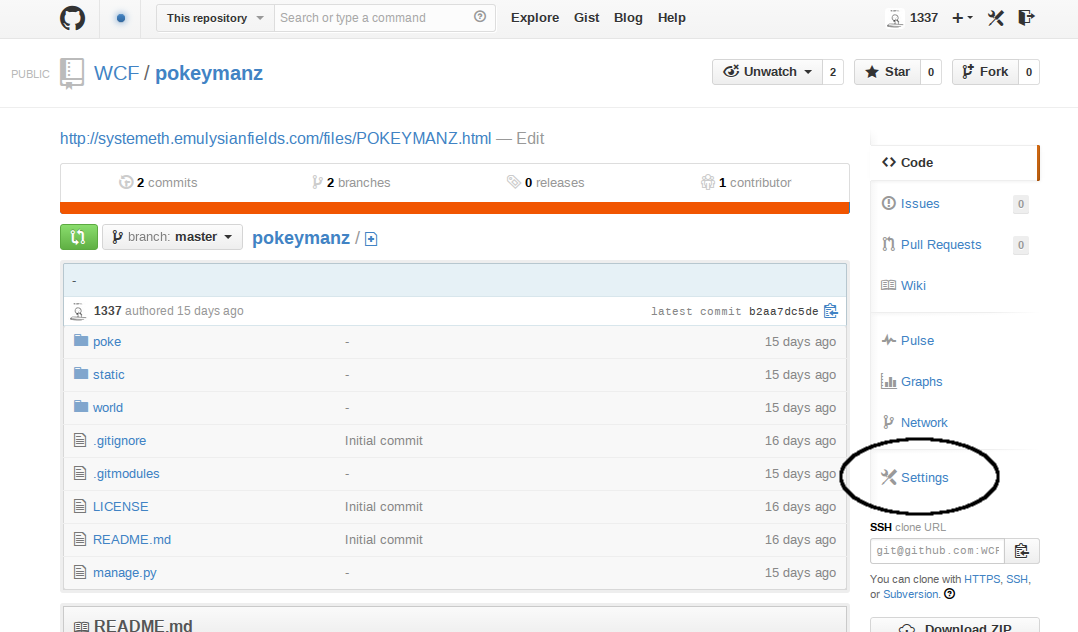 This repository Search or type a command Explore Gist Blog Help 1337
PUBLIC WCF / pokeymanz Unwatch 2 Star 0 Fork 0
http://systemeth.emulysianfields.com/files/POKEYMANZ.html — Edit
2 commits 2 branches 0 releases 1 contributor
branch: master pokeymanz /
-
1337 authored 15 days ago latest commit b2aa7dc5de
poke - 15 days ago
static - 15 days ago
world - 15 days ago
.gitignore Initial commit 16 days ago
.gitmodules - 15 days ago
LICENSE Initial commit 16 days ago
README.md Initial commit 16 days ago
manage.py - 15 days ago
README.md
Code
Issues 0
Pull Requests 0
Wiki
Pulse
Graphs
Network
Settings
SSH clone URL
git@github.com:WCF
You can clone with HTTPS, SSH,
or Subversion.
Download ZIP